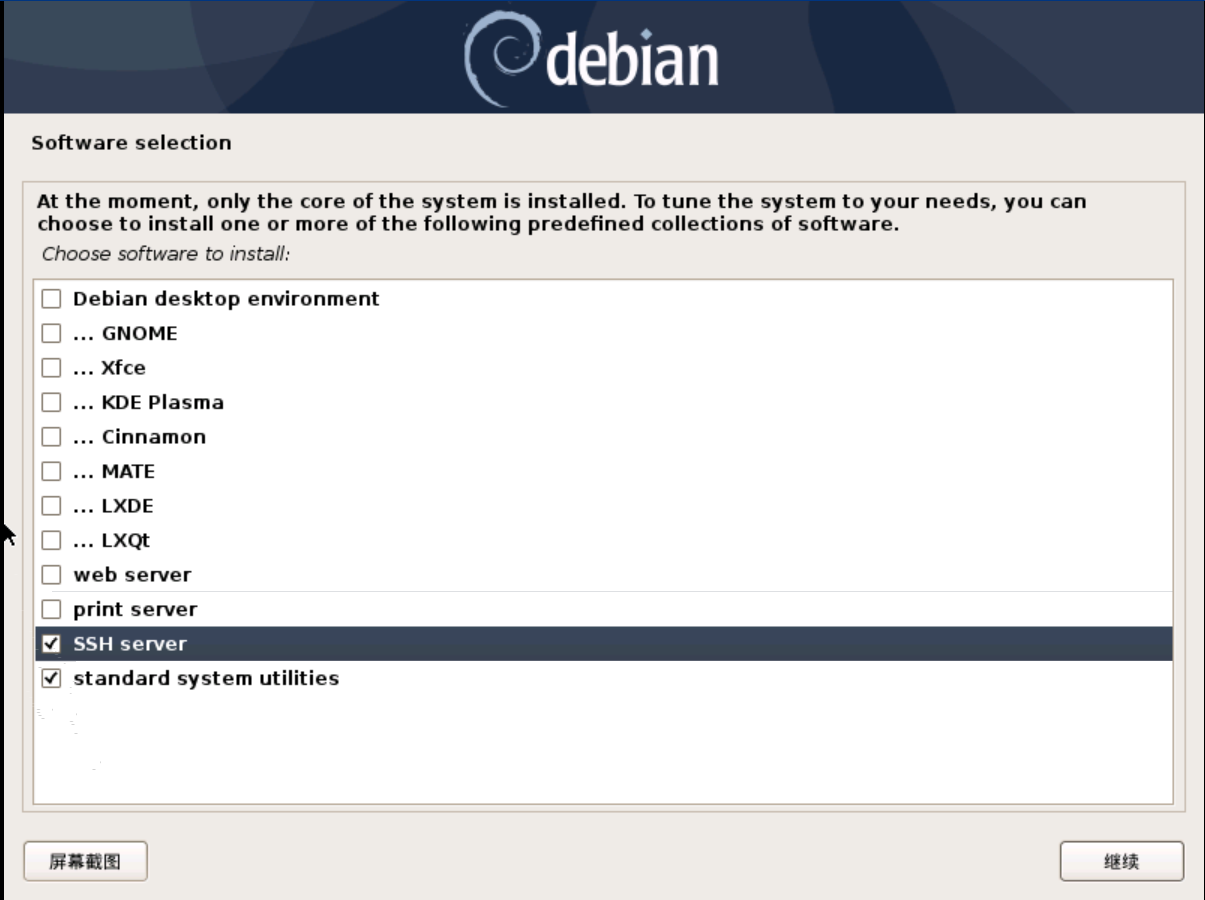 debian
Software selection
At the moment, only the core of the system is installed. To tune the system to your needs, you can
choose to install one or more of the following predefined collections of software.
Choose software to install:
Debian desktop environment
... GNOME
... Xfce
... KDE Plasma
... Cinnamon
... MATE
... LXDE
... LXQt
web server
print server
SSH server
standard system utilities
屏幕截图
继续